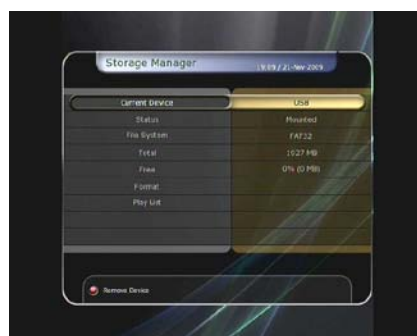 Storage Manager 19:09 / 21-Nov-2009
Current Device USB
Status Mounted
File System FAT32
Total 1027 MB
Free 0% (0 MB)
Format
Play List
Remove Device